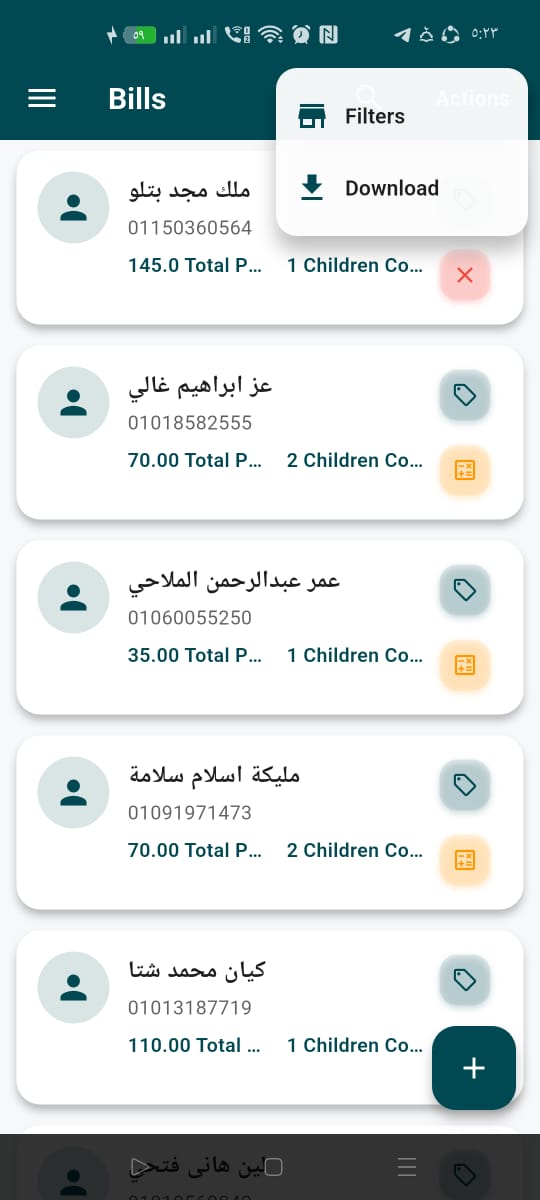 ٥٩
٥:٢٣
Bills
Actions
Filters
Download
ملك مجد بتلو
01150360564
145.0 Total P...
1 Children Co...
عز ابراهيم غالي
01018582555
70.00 Total P...
2 Children Co...
عمر عبدالرحمن الملاحي
01060055250
35.00 Total P...
1 Children Co...
مليكة اسلام سلامة
01091971473
70.00 Total P...
2 Children Co...
كيان محمد شتا
01013187719
110.00 Total ...
1 Children Co...
لين هانى فتحي